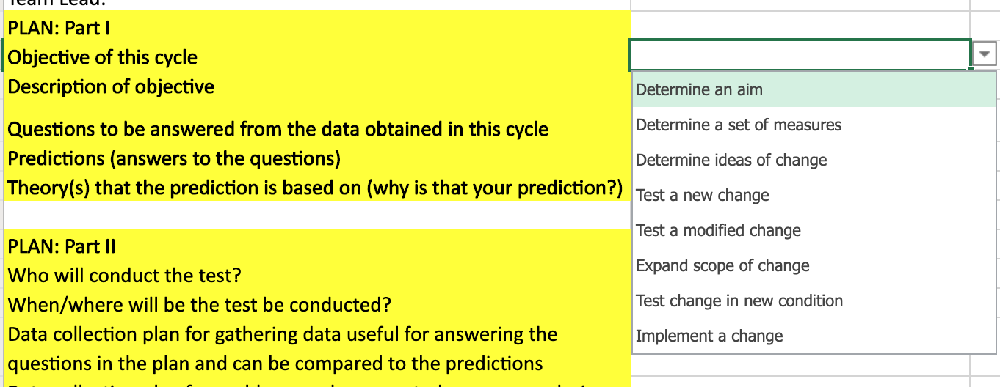 Team Lead:
PLAN: Part I
Objective of this cycle
Description of objective
Questions to be answered from the data obtained in this cycle
Predictions (answers to the questions)
Theory(s) that the prediction is based on (why is that your prediction?)
PLAN: Part II
Who will conduct the test?
When/where will be the test be conducted?
Data collection plan for gathering data useful for answering the
questions in the plan and can be compared to the predictions
Determine an aim
Determine a set of measures
Determine ideas of change
Test a new change
Test a modified change
Expand scope of change
Test change in new condition
Implement a change